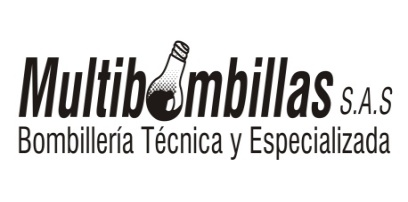 Multibombillas S.A.S
Bombillería Técnica y Especializada